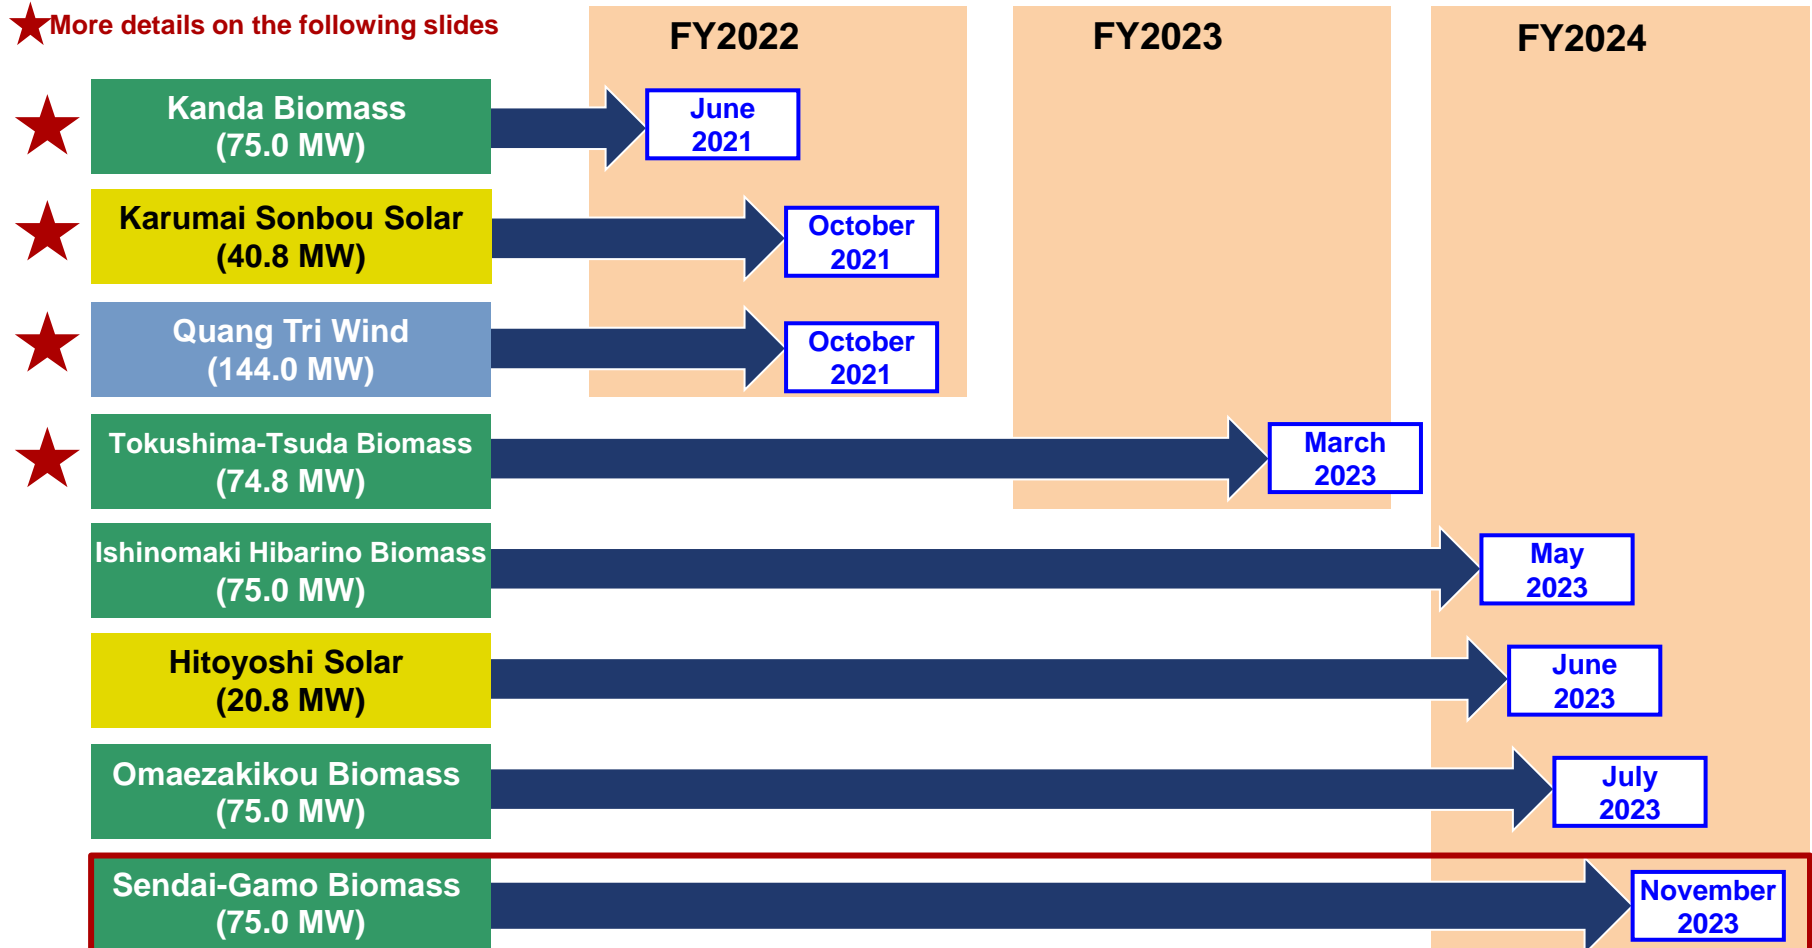 More details on the following slides
FY2022
FY2023
FY2024
Kanda Biomass
(75.0 MW)
June
2021
Karumai Sonbou Solar
(40.8 MW)
October
2021
Quang Tri Wind
(144.0 MW)
October
2021
Tokushima-Tsuda Biomass
(74.8 MW)
March
2023
Ishinomaki Hibarino Biomass
(75.0 MW)
May
2023
Hitoyoshi Solar
(20.8 MW)
June
2023
Omaezakikou Biomass
(75.0 MW)
July
2023
Sendai-Gamo Biomass
(75.0 MW)
November
2023